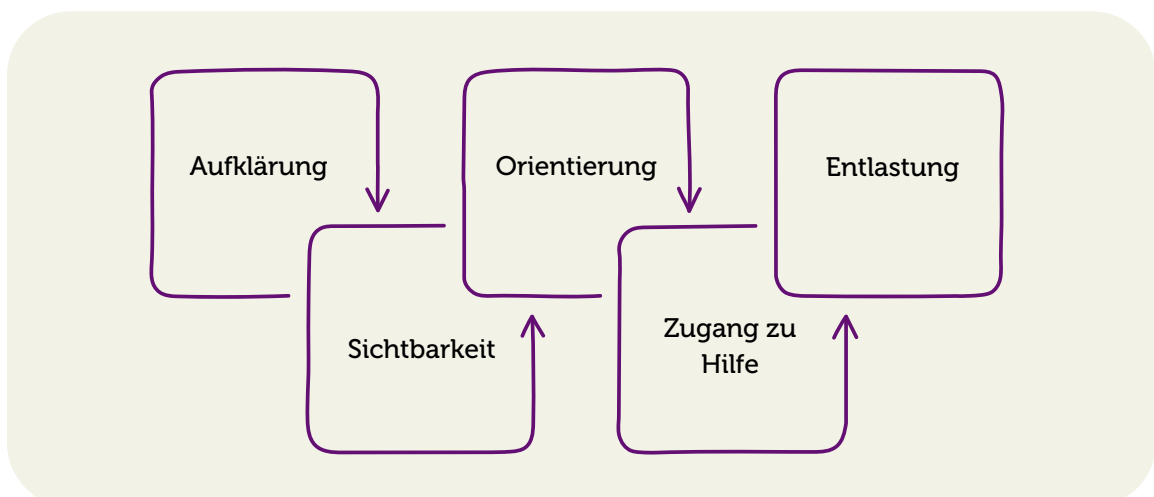 Aufklärung
Sichtbarkeit
Orientierung
Zugang zu
Hilfe
Entlastung